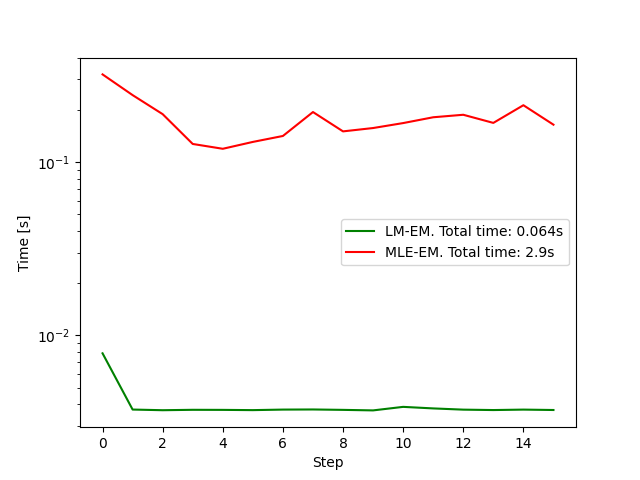 10⁻¹
10⁻²
Time [s]
LM-EM. Total time: 0.064s
MLE-EM. Total time: 2.9s
0 2 4 6 8 10 12 14
Step